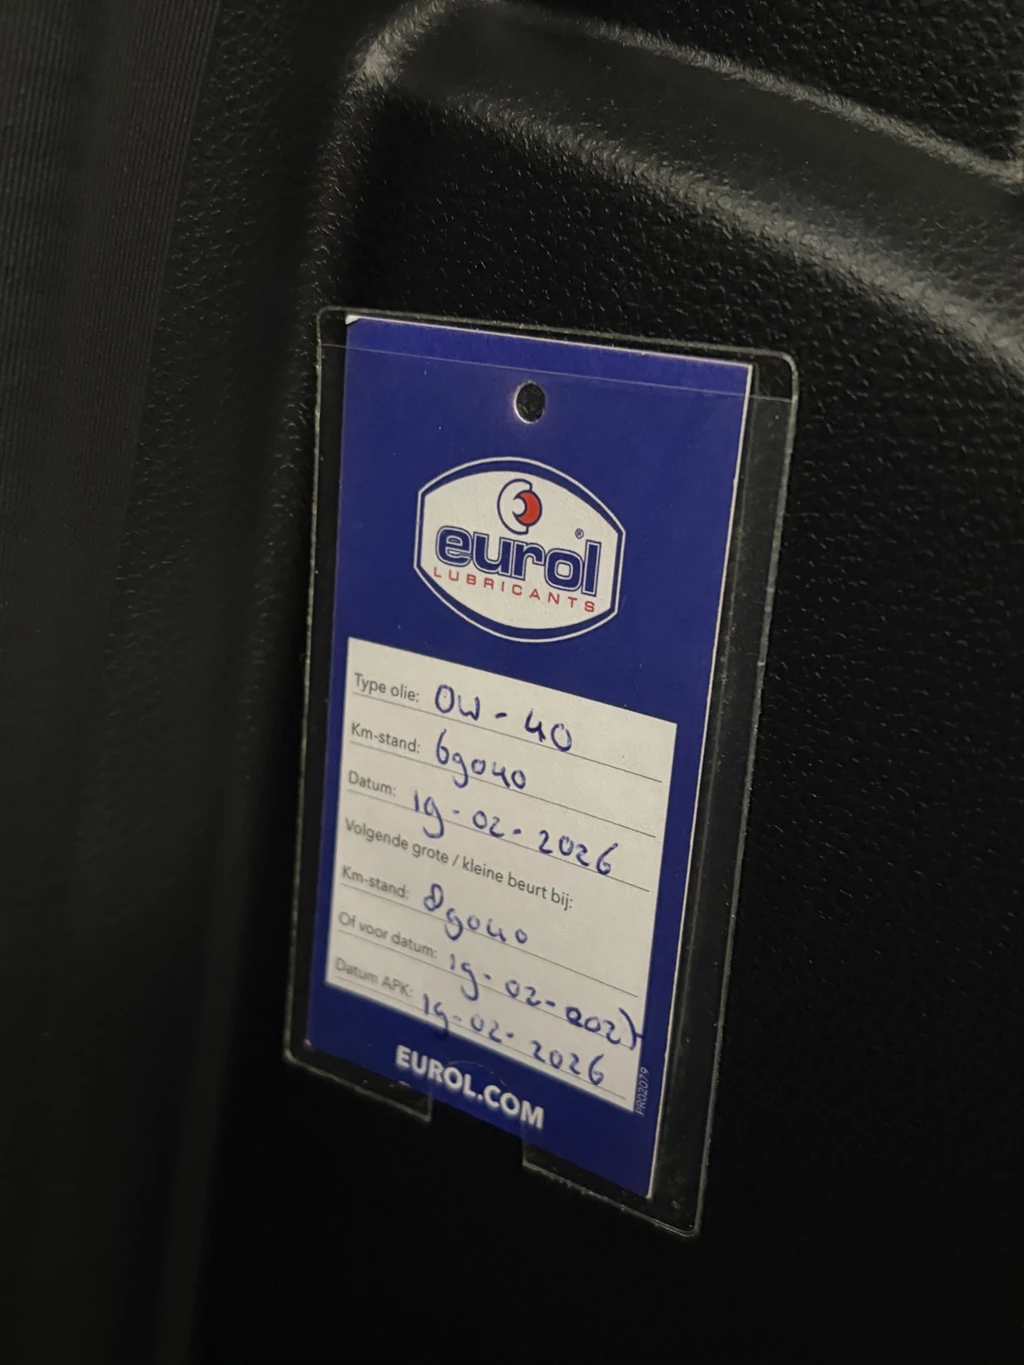 eurol®
LUBRICANTS
Type olie: 0W-40
Km-stand: 69040
Datum: 19-02-2026
Volgende grote / kleine beurt bij:
Km-stand: 89040
Of voor datum: 19-02-2027
Datum APK: 19-02-2026
EUROL.COM
PR02079